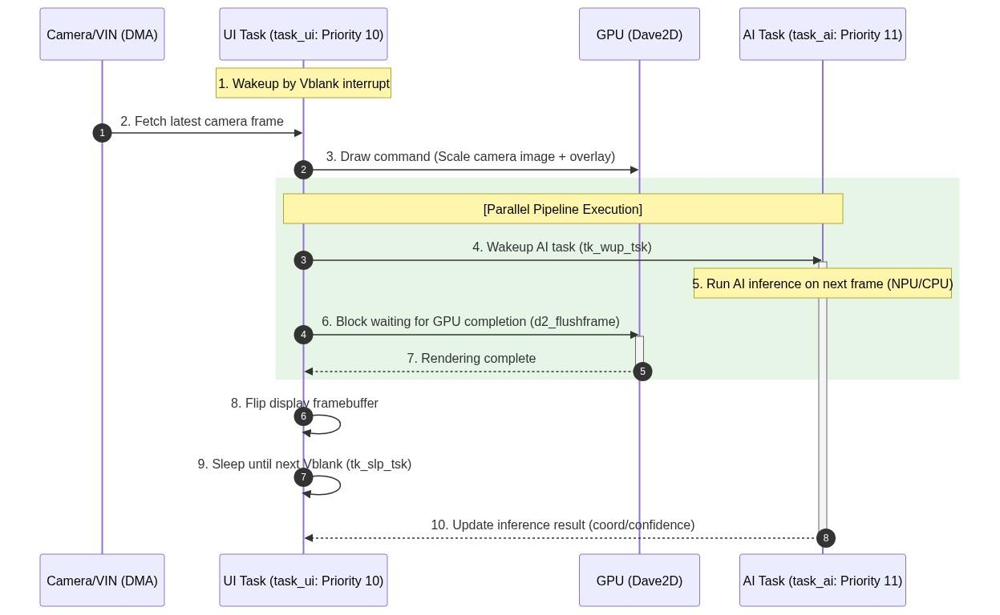 Camera/VIN (DMA)
UI Task (task_ui: Priority 10)
GPU (Dave2D)
AI Task (task_ai: Priority 11)
1. Wakeup by Vblank interrupt
2. Fetch latest camera frame
1
3. Draw command (Scale camera image + overlay)
2
[Parallel Pipeline Execution]
4. Wakeup AI task (tk_wup_tsk)
3
5. Run AI inference on next frame (NPU/CPU)
6. Block waiting for GPU completion (d2_flushframe)
4
7. Rendering complete
5
8. Flip display framebuffer
6
9. Sleep until next Vblank (tk_slp_tsk)
7
10. Update inference result (coord/confidence)
8
Camera/VIN (DMA)
UI Task (task_ui: Priority 10)
GPU (Dave2D)
AI Task (task_ai: Priority 11)